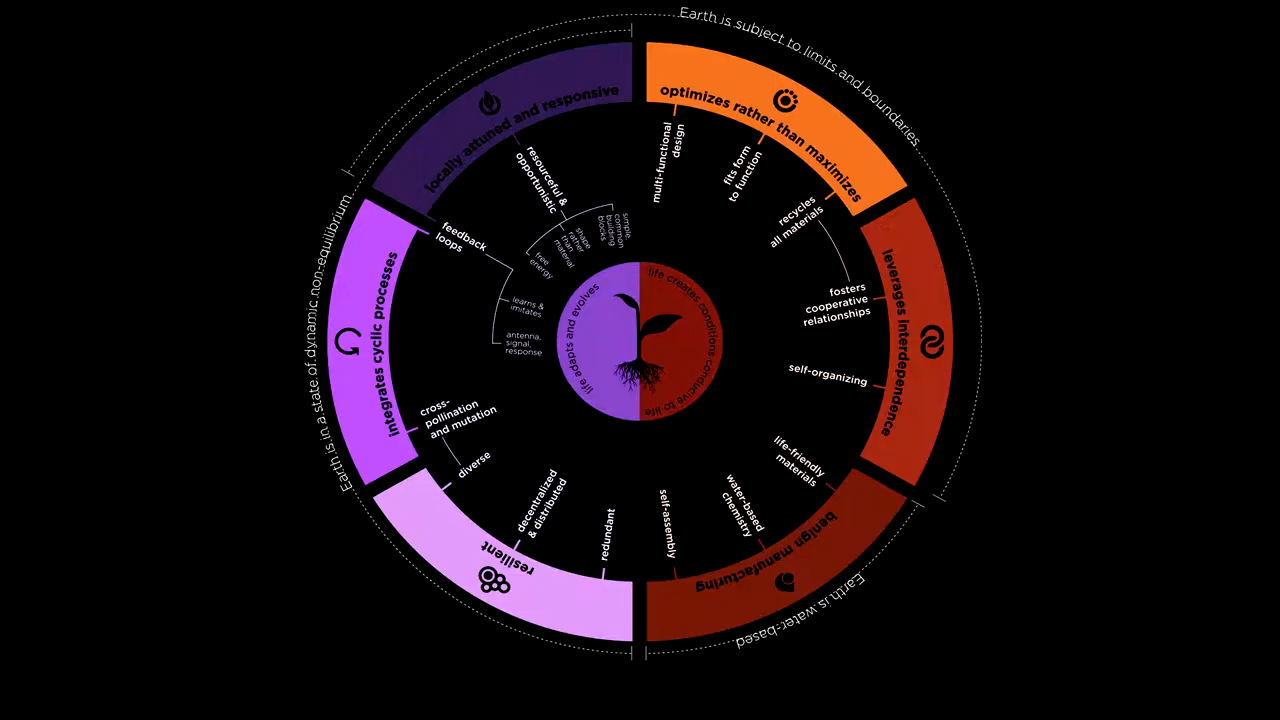 Earth is subject to limits and boundaries
optimizes rather than maximizes
multi-functional
design
fits form
to function
recycles
all materials
leverages interdependence
fosters
cooperative
relationships
self-organizing
Earth is water-based
benign manufacturing
life-friendly
materials
water-based
chemistry
self-assembly
resilient
redundant
decentralized
& distributed
diverse
cross-
pollination
and mutation
Earth is in a state of dynamic non-equilibrium
integrates cyclic processes
feedback
loops
learns &
imitates
antenna,
signal,
response
locally attuned and responsive
resourceful &
opportunistic
free
energy
shape
rather
than
material
simple,
common
building
blocks
life adapts and evolves
life creates conditions conducive to life